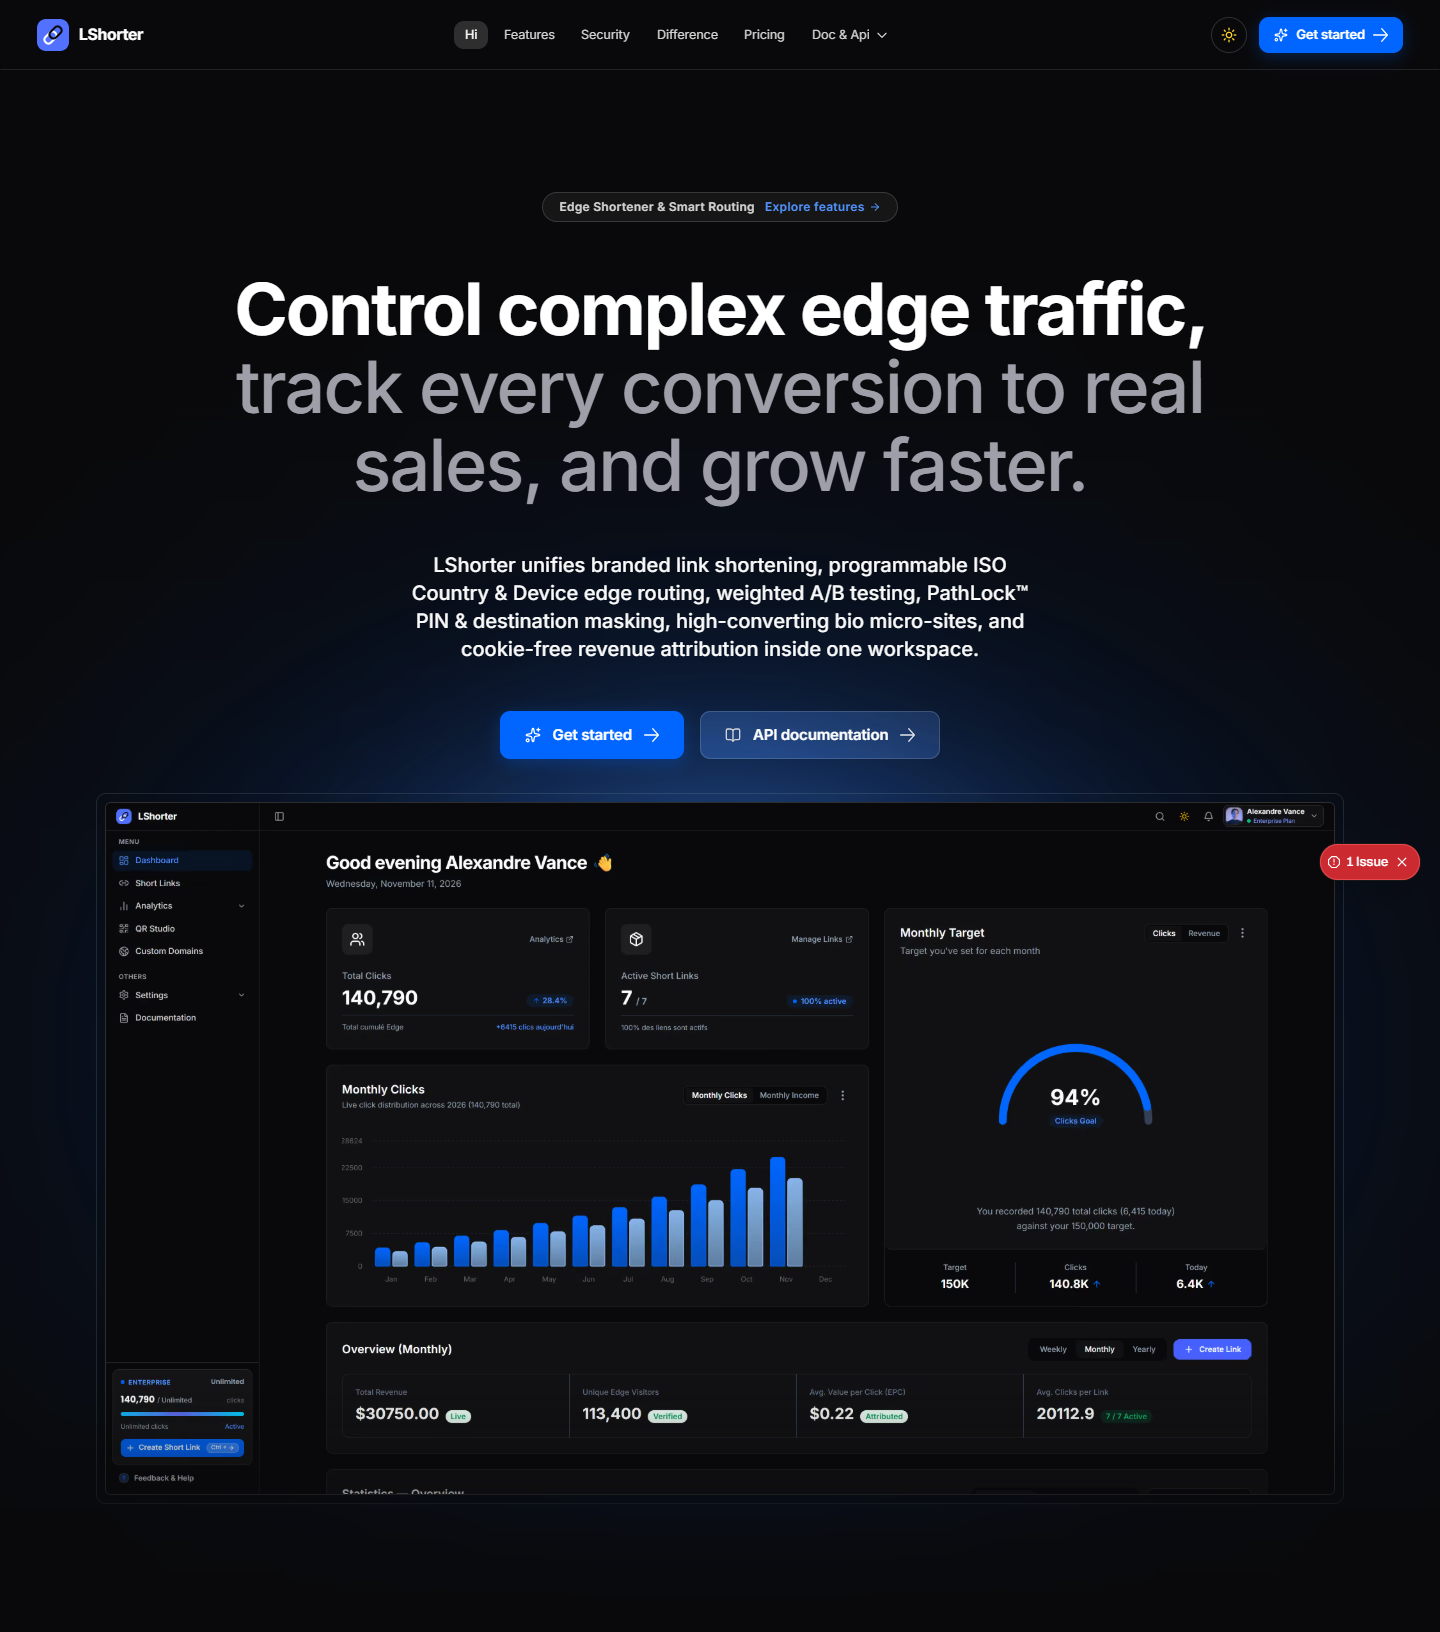 LShorter
Hi
Features
Security
Difference
Pricing
Doc & Api
Get started
Edge Shortener & Smart Routing Explore features
Control complex edge traffic,
track every conversion to real
sales, and grow faster.
LShorter unifies branded link shortening, programmable ISO
Country & Device edge routing, weighted A/B testing, PathLock™
PIN & destination masking, high-converting bio micro-sites, and
cookie-free revenue attribution inside one workspace.
Get started
API documentation
LShorter
Alexandre Vance
Enterprise Plan
MENU
Dashboard
Short Links
Analytics
QR Studio
Custom Domains
OTHERS
Settings
Documentation
ENTERPRISE Unlimited
140,790 / Unlimited clicks
Unlimited clicks Active
Create Short Link
Feedback & Help
Good evening Alexandre Vance 👋
Wednesday, November 11, 2026
1 Issue
Analytics
Total Clicks
140,790
28.4%
Total cumulé Edge +6415 clics aujourd'hui
Manage Links
Active Short Links
7 / 7
100% active
100% des liens sont actifs
Monthly Target
Clicks Revenue
Target you've set for each month
94%
Clicks Goal
You recorded 140,790 total clicks (6,415 today)
against your 150,000 target.
Target Clicks Today
150K 140.8K 6.4K
Monthly Clicks
Monthly Clicks Monthly Income
Live click distribution across 2026 (140,790 total)
28624
22500
15000
7500
0
Jan Feb Mar Apr May Jun Jul Aug Sep Oct Nov Dec
Overview (Monthly)
Weekly Monthly Yearly
Create Link
Total Revenue
$30750.00 Live
Unique Edge Visitors
113,400 Verified
Avg. Value per Click (EPC)
$0.22 Attributed
Avg. Clicks per Link
20112.9 7 / 7 Active
Statistics — Overview